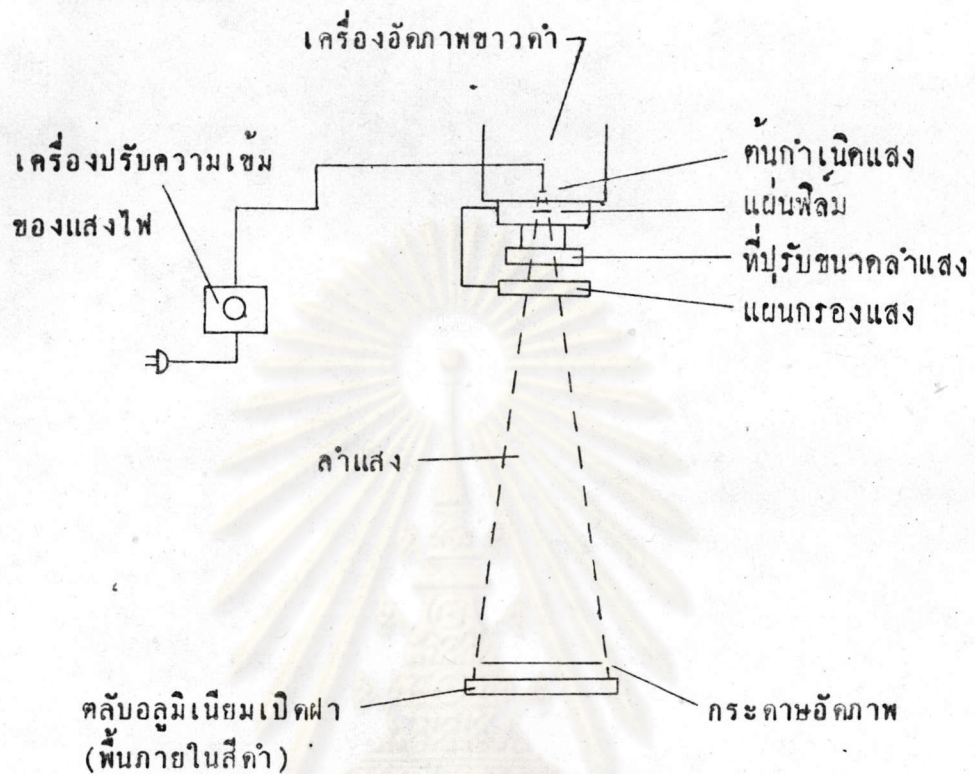 เครื่องอัดภาพขาวดำ
เครื่องปรับความเข้ม
ของแสงไฟ
ต้นกำเนิดแสง
แผ่นฟิล์ม
ที่ปรับขนาดลำแสง
แผนกรองแสง
ลำแสง
ตลับอลูมิเนียมเปิดฝา
(พื้นภายในสีดำ)
กระดาษอัดภาพ